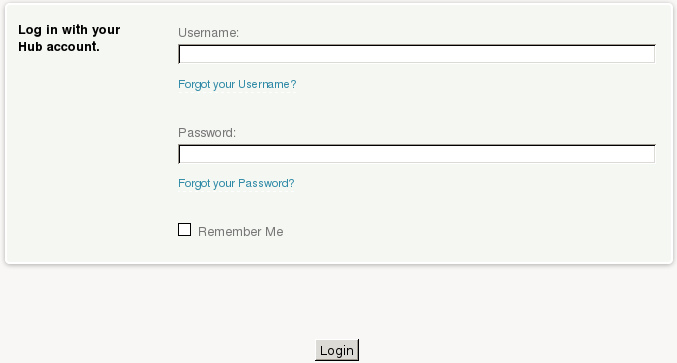 Log in with your
Hub account.
Username:
Forgot your Username?
Password:
Forgot your Password?
Remember Me
Login